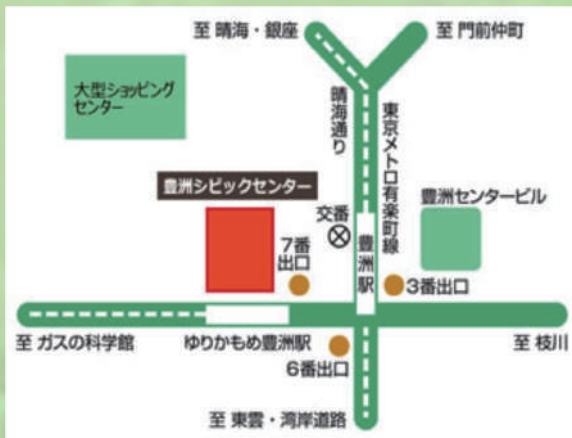 至 晴海・銀座
至 門前仲町
大型ショッピング
センター
晴海通り
東京メトロ有楽町線
豊洲シビックセンター
交番
豊洲センタービル
7番
出口
豊洲駅
3番出口
至 ガスの科学館
ゆりかもめ豊洲駅
至 枝川
6番出口
至 東雲・湾岸道路